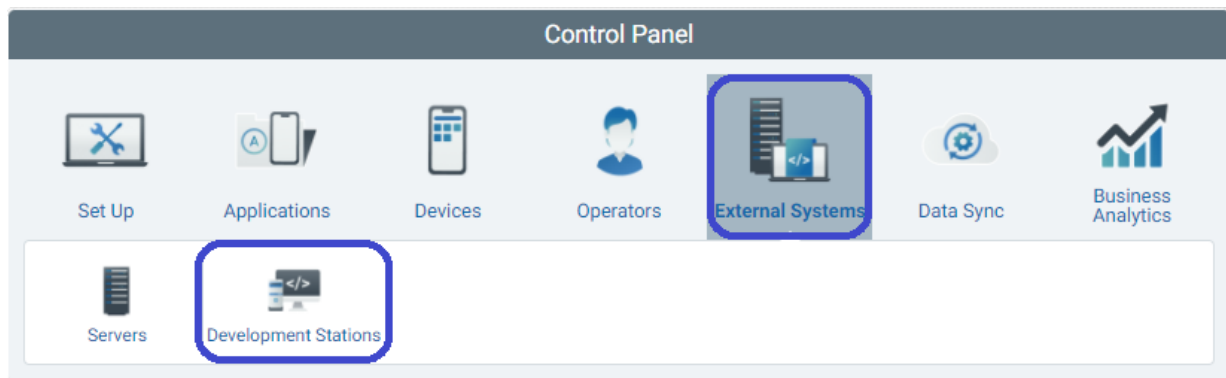 Control Panel
Set Up
Applications
A
Devices
Operators
</>
External Systems
Data Sync
Business
Analytics
Servers
</>
Development Stations